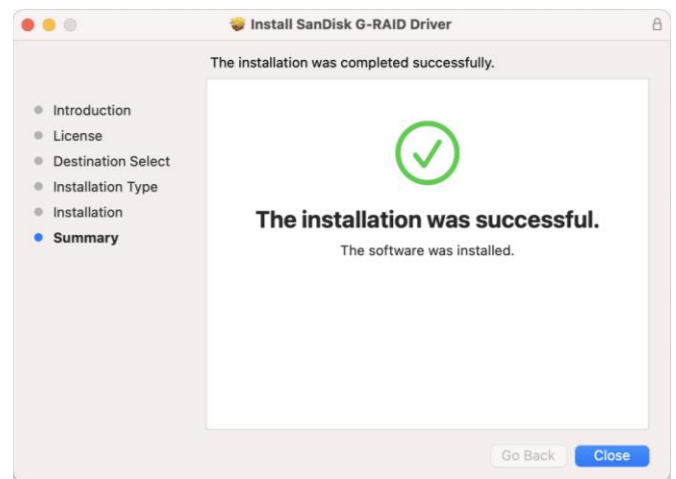 Install SanDisk G-RAID Driver
The installation was completed successfully.
Introduction
License
Destination Select
Installation Type
Installation
Summary
The installation was successful.
The software was installed.
Go Back
Close